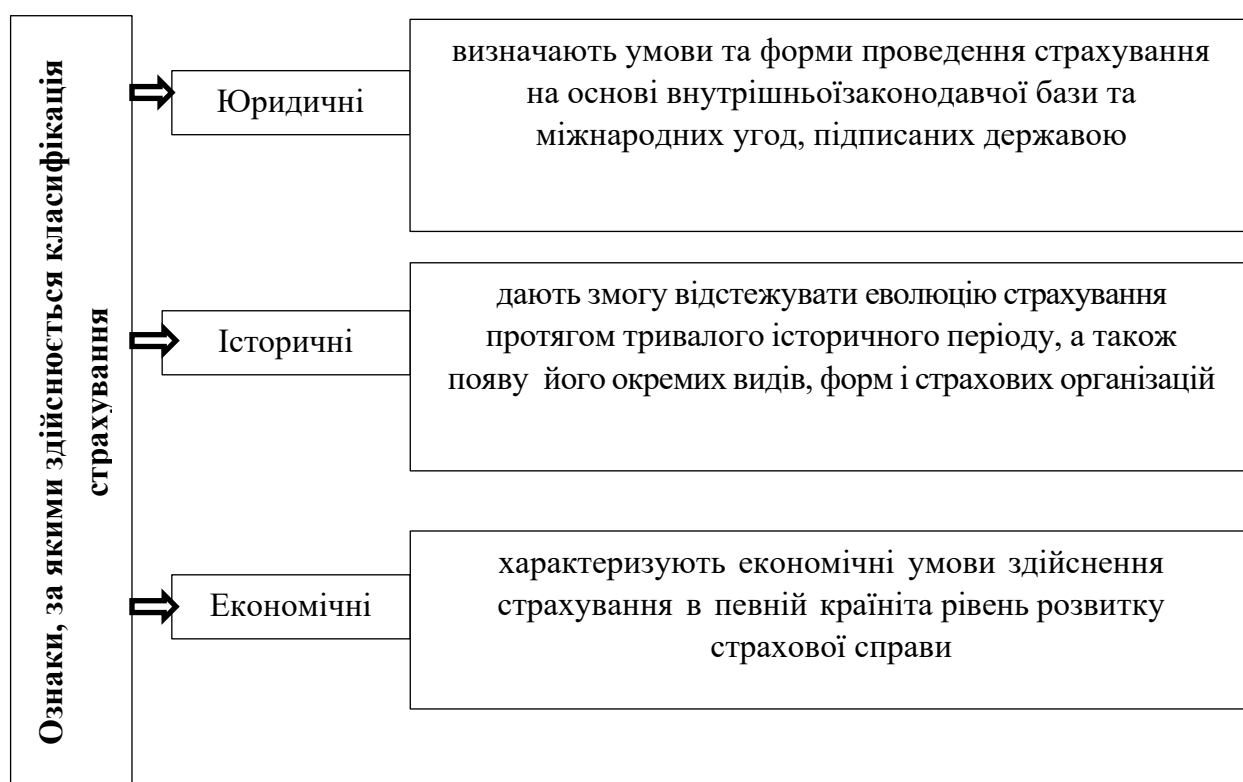 Ознаки, за якими здійснюється класифікація
страхування
Юридичні
визначають умови та форми проведення страхування
на основі внутрішньоїзаконодавчої бази та
міжнародних угод, підписаних державою
Історичні
дають змогу відстежувати еволюцію страхування
протягом тривалого історичного періоду, а також
появу його окремих видів, форм і страхових організацій
Економічні
характеризують економічні умови здійснення
страхування в певній країніта рівень розвитку
страхової справи